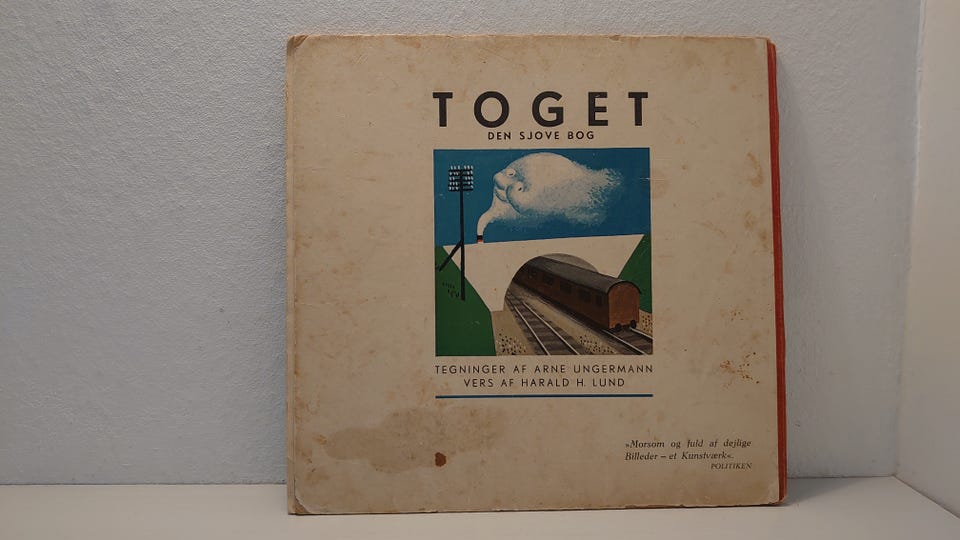 TOGET
DEN SJOVE BOG
TEGNINGER AF ARNE UNGERMANN
VERS AF HARALD H. LUND
»Morsom og fuld af dejlige
Billeder – et Kunstværk«.
POLITIKEN